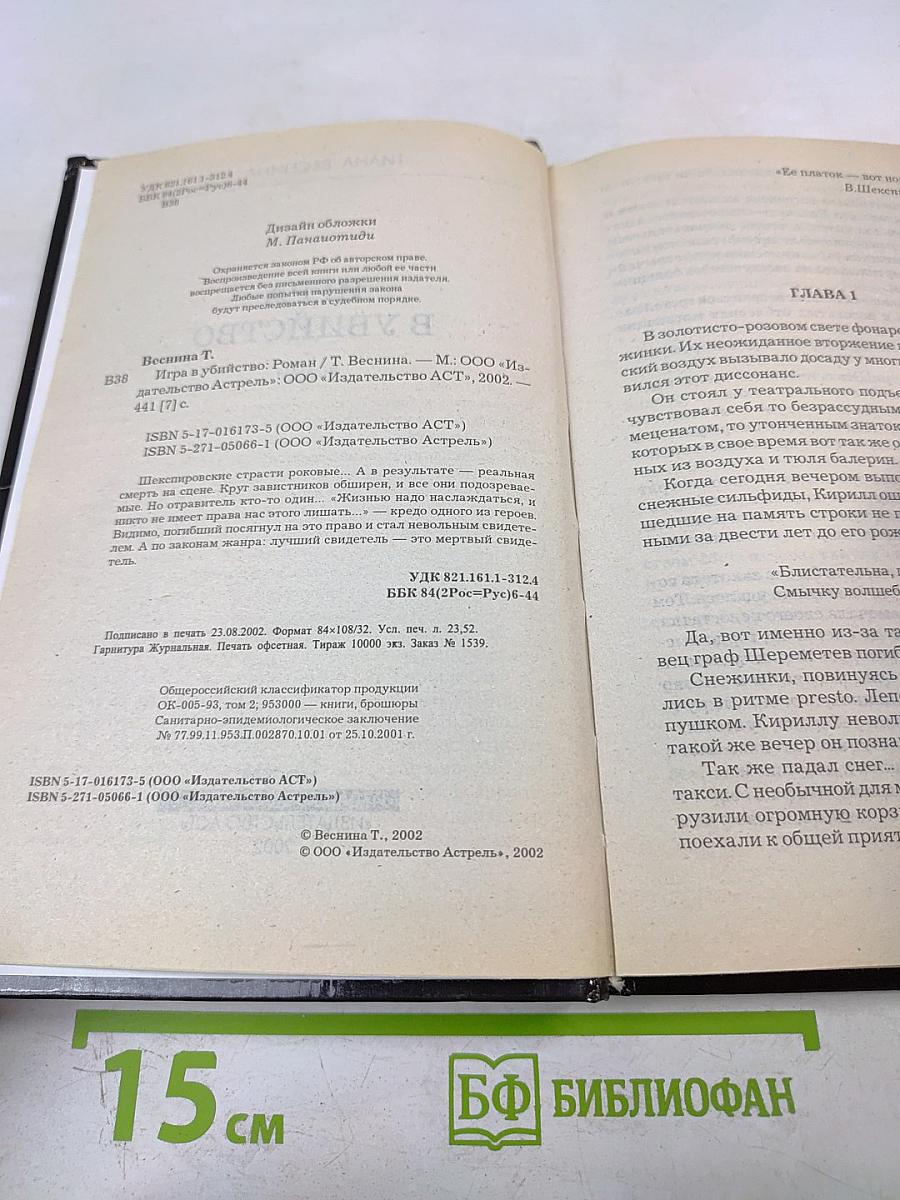 УДК 821.161.1-312.4
ББК 84(2Рос=Рус)6-44
В38
Дизайн обложки
М. Панаиотиди
Охраняется законом РФ об авторском праве.
Воспроизведение всей книги или любой ее части
воспрещается без письменного разрешения издателя.
Любые попытки нарушения закона
будут преследоваться в судебном порядке.
Веснина Т.
В38 Игра в убийство: Роман / Т. Веснина. — М.: ООО «Из-
дательство Астрель»: ООО «Издательство АСТ», 2002. —
441 [7] с.
ISBN 5-17-016173-5 (ООО «Издательство АСТ»)
ISBN 5-271-05066-1 (ООО «Издательство Астрель»)
Шекспировские страсти роковые... А в результате — реальная
смерть на сцене. Круг завистников обширен, и все они подозревае-
мые. Но отравитель кто-то один... «Жизнью надо наслаждаться, и
никто не имеет права нас этого лишать...» — кредо одного из героев.
Видимо, погибший посягнул на это право и стал невольным свидете-
лем. А по законам жанра: лучший свидетель — это мертвый свиде-
тель.
УДК 821.161.1-312.4
ББК 84(2Рос=Рус)6-44
Подписано в печать 23.08.2002. Формат 84×108/32. Усл. печ. л. 23,52.
Гарнитура Журнальная. Печать офсетная. Тираж 10000 экз. Заказ № 1539.
Общероссийский классификатор продукции
ОК-005-93, том 2; 953000 — книги, брошюры
Санитарно-эпидемиологическое заключение
№ 77.99.11.953.П.002870.10.01 от 25.10.2001 г.
ISBN 5-17-016173-5 (ООО «Издательство АСТ»)
ISBN 5-271-05066-1 (ООО «Издательство Астрель»)
© Веснина Т., 2002
© ООО «Издательство Астрель», 2002
«Ее платок — вот
В.Шексп
ГЛАВА 1
В золотисто-розовом свете фонаре
жинки. Их неожиданное вторжение
ский воздух вызывало досаду у мног
вился этот диссонанс.
Он стоял у театрального подъе
чувствовал себя то безрассудным
меценатом, то утонченным знаток
которых в свое время вот так же о
ных из воздуха и тюля балерин.
Когда сегодня вечером вып
снежные сильфиды, Кирилл ощ
шедшие на память строки не
ными за двести лет до его рож
«Блистательна,
Смычку волшеб
Да, вот именно из-за та
вец граф Шереметев погиб
Снежинки, повинуясь
лись в ритме presto. Леп
пушком. Кириллу невол
такой же вечер он позна
Так же падал снег...
такси. С необычной для м
рузили огромную корз
поехали к общей прият
15 см
БФ БИБЛИОФАН